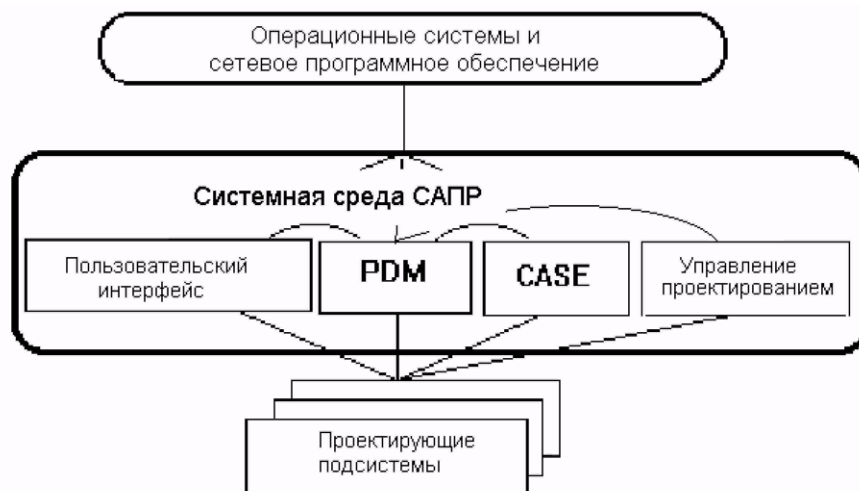 Операционные системы и
сетевое программное обеспечение
Системная среда САПР
Пользовательский
интерфейс
PDM
CASE
Управление
проектированием
Проектирующие
подсистемы